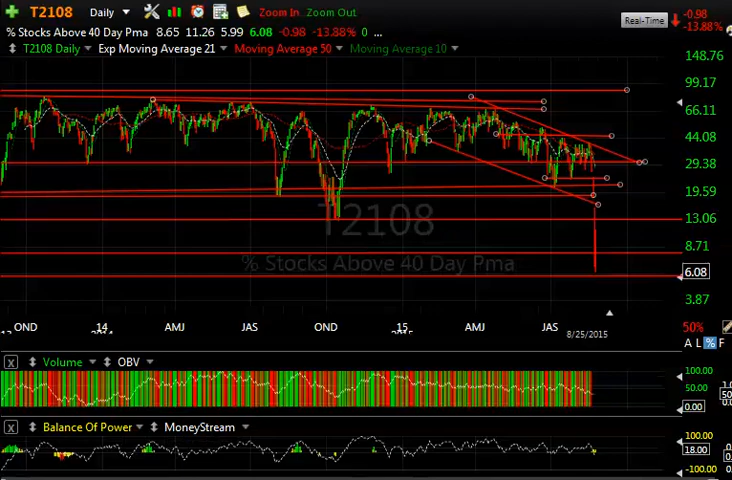 T2108 Daily Zoom In Zoom Out Real-Time -0.98
-13.88%
% Stocks Above 40 Day Pma 8.65 11.26 5.99 6.08 -0.98 -13.88% 0 ...
T2108 Daily Exp Moving Average 21 Moving Average 50 Moving Average 10
148.76
99.17
66.11
44.08
29.38
19.59
T2108
13.06
8.71
% Stocks Above 40 Day Pma
6.08
3.87
OND 14 AMJ JAS OND 15 AMJ JAS 50%
8/25/2015
A L % F
X Volume OBV
100.00
50.00
0.00
X Balance Of Power MoneyStream
100.00
18.00
-100.00